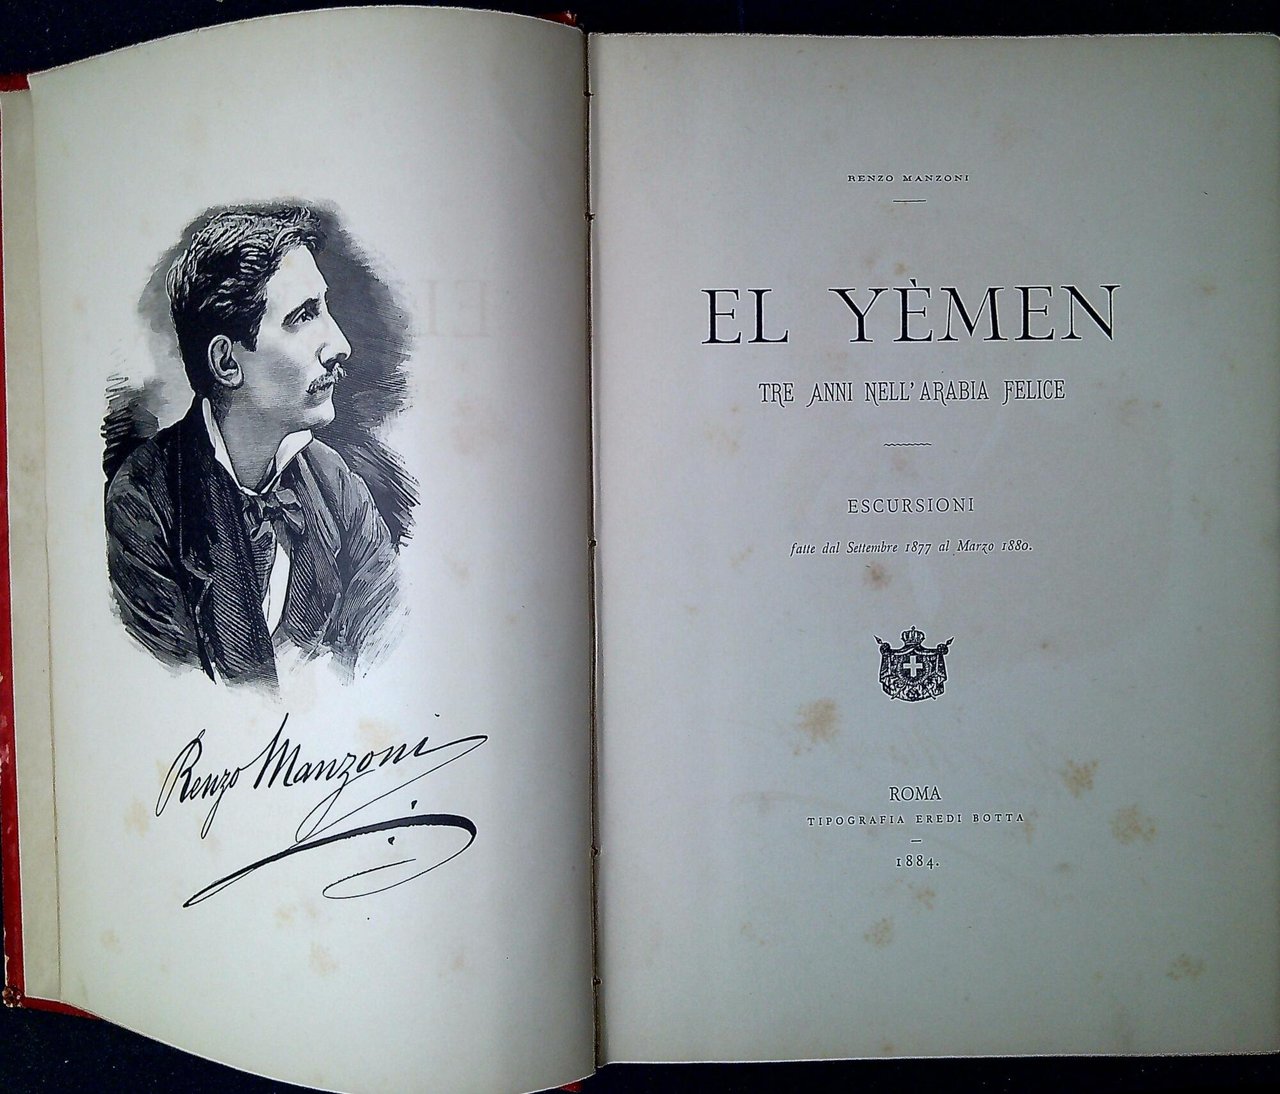 Renzo Manzoni
RENZO MANZONI
EL YÈMEN
TRE ANNI NELL'ARABIA FELICE
ESCURSIONI
fatte dal Settembre 1877 al Marzo 1880.
ROMA
TIPOGRAFIA EREDI BOTTA
1884.